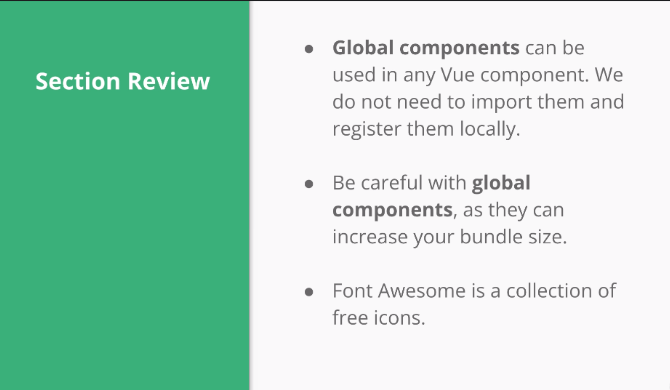 Section Review
● Global components can be
used in any Vue component. We
do not need to import them and
register them locally.
● Be careful with global
components, as they can
increase your bundle size.
● Font Awesome is a collection of
free icons.